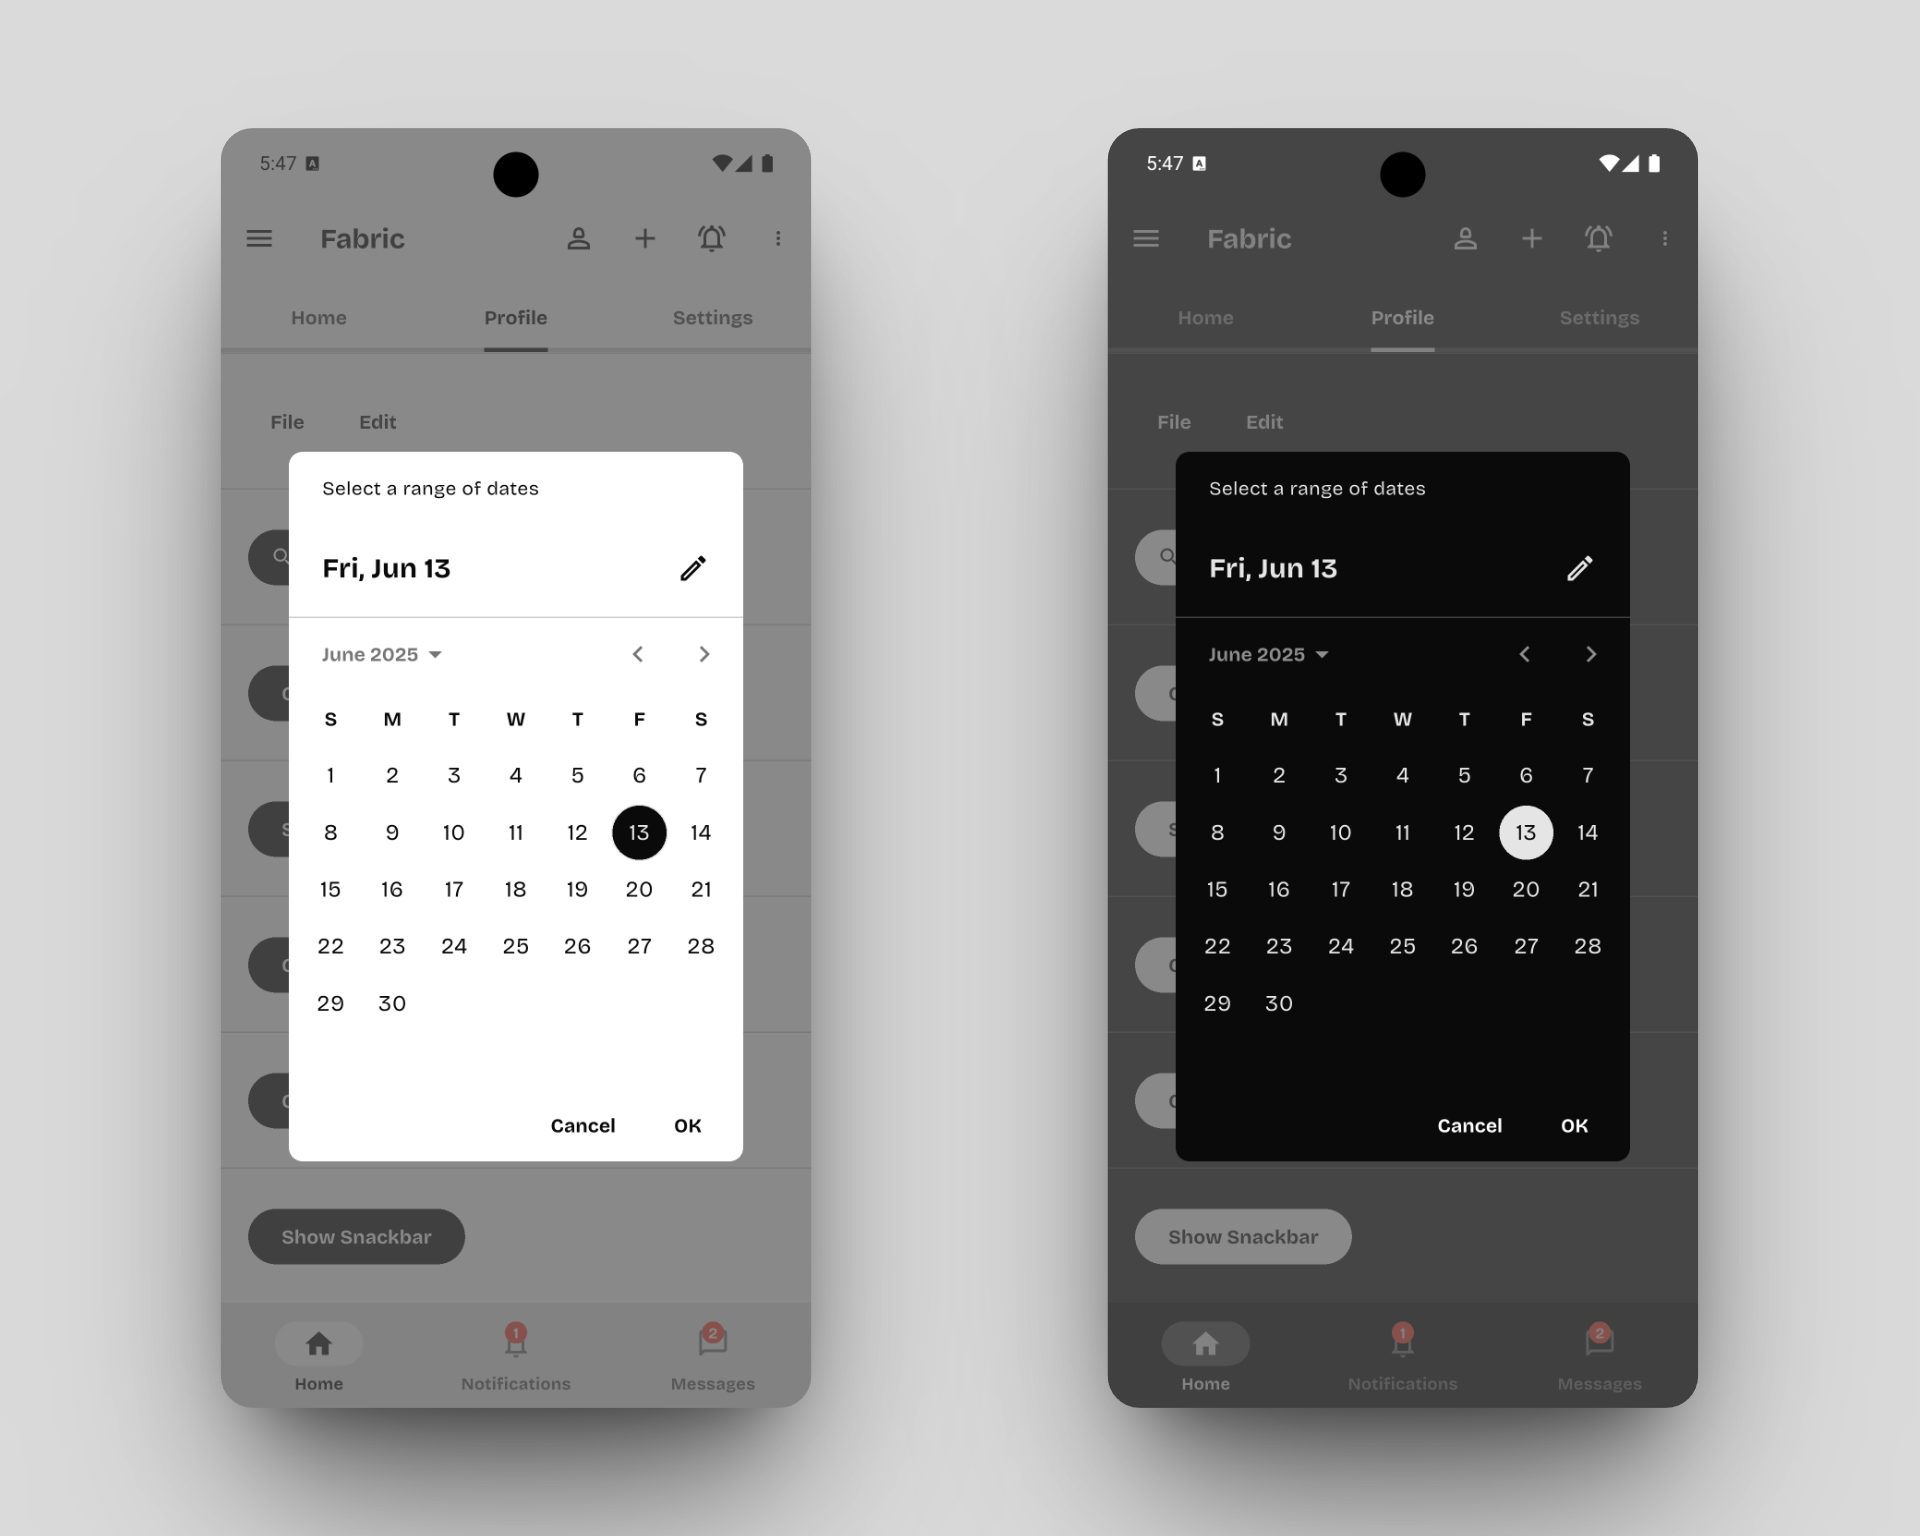 5:47
Fabric
Home Profile Settings
File Edit
Select a range of dates
Fri, Jun 13
June 2025
S M T W T F S
1 2 3 4 5 6 7
8 9 10 11 12 13 14
15 16 17 18 19 20 21
22 23 24 25 26 27 28
29 30
Cancel OK
Show Snackbar
1 2
Home Notifications Messages
5:47
Fabric
Home Profile Settings
File Edit
Select a range of dates
Fri, Jun 13
June 2025
S M T W T F S
1 2 3 4 5 6 7
8 9 10 11 12 13 14
15 16 17 18 19 20 21
22 23 24 25 26 27 28
29 30
Cancel OK
Show Snackbar
1 2
Home Notifications Messages